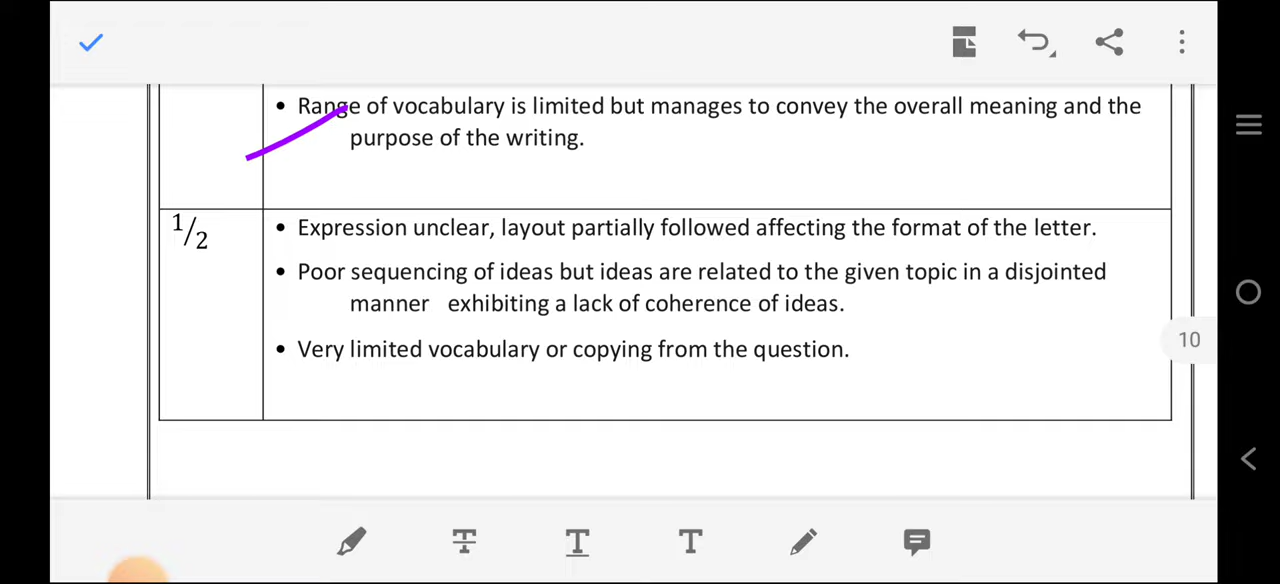 • Range of vocabulary is limited but manages to convey the overall meaning and the
purpose of the writing.
1/2
• Expression unclear, layout partially followed affecting the format of the letter.
• Poor sequencing of ideas but ideas are related to the given topic in a disjointed
manner exhibiting a lack of coherence of ideas.
10
• Very limited vocabulary or copying from the question.
T T T